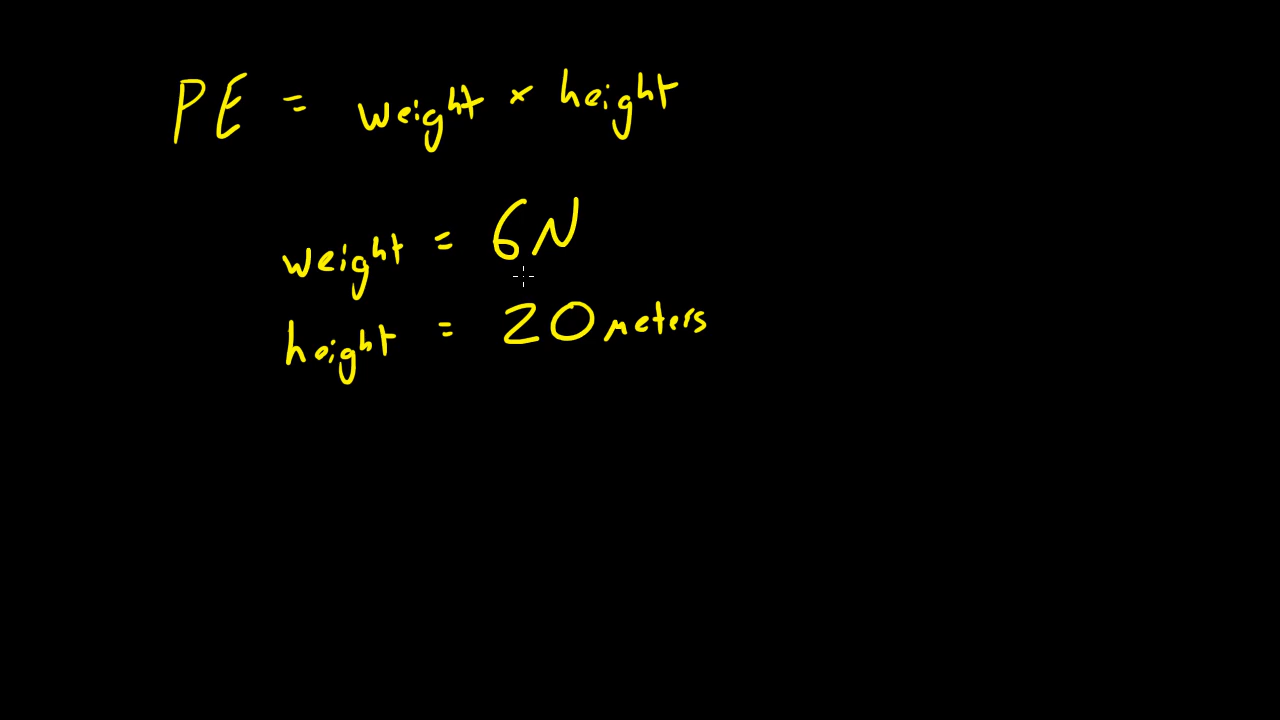 PE = weight × height
weight = 6N
height = 20 meters